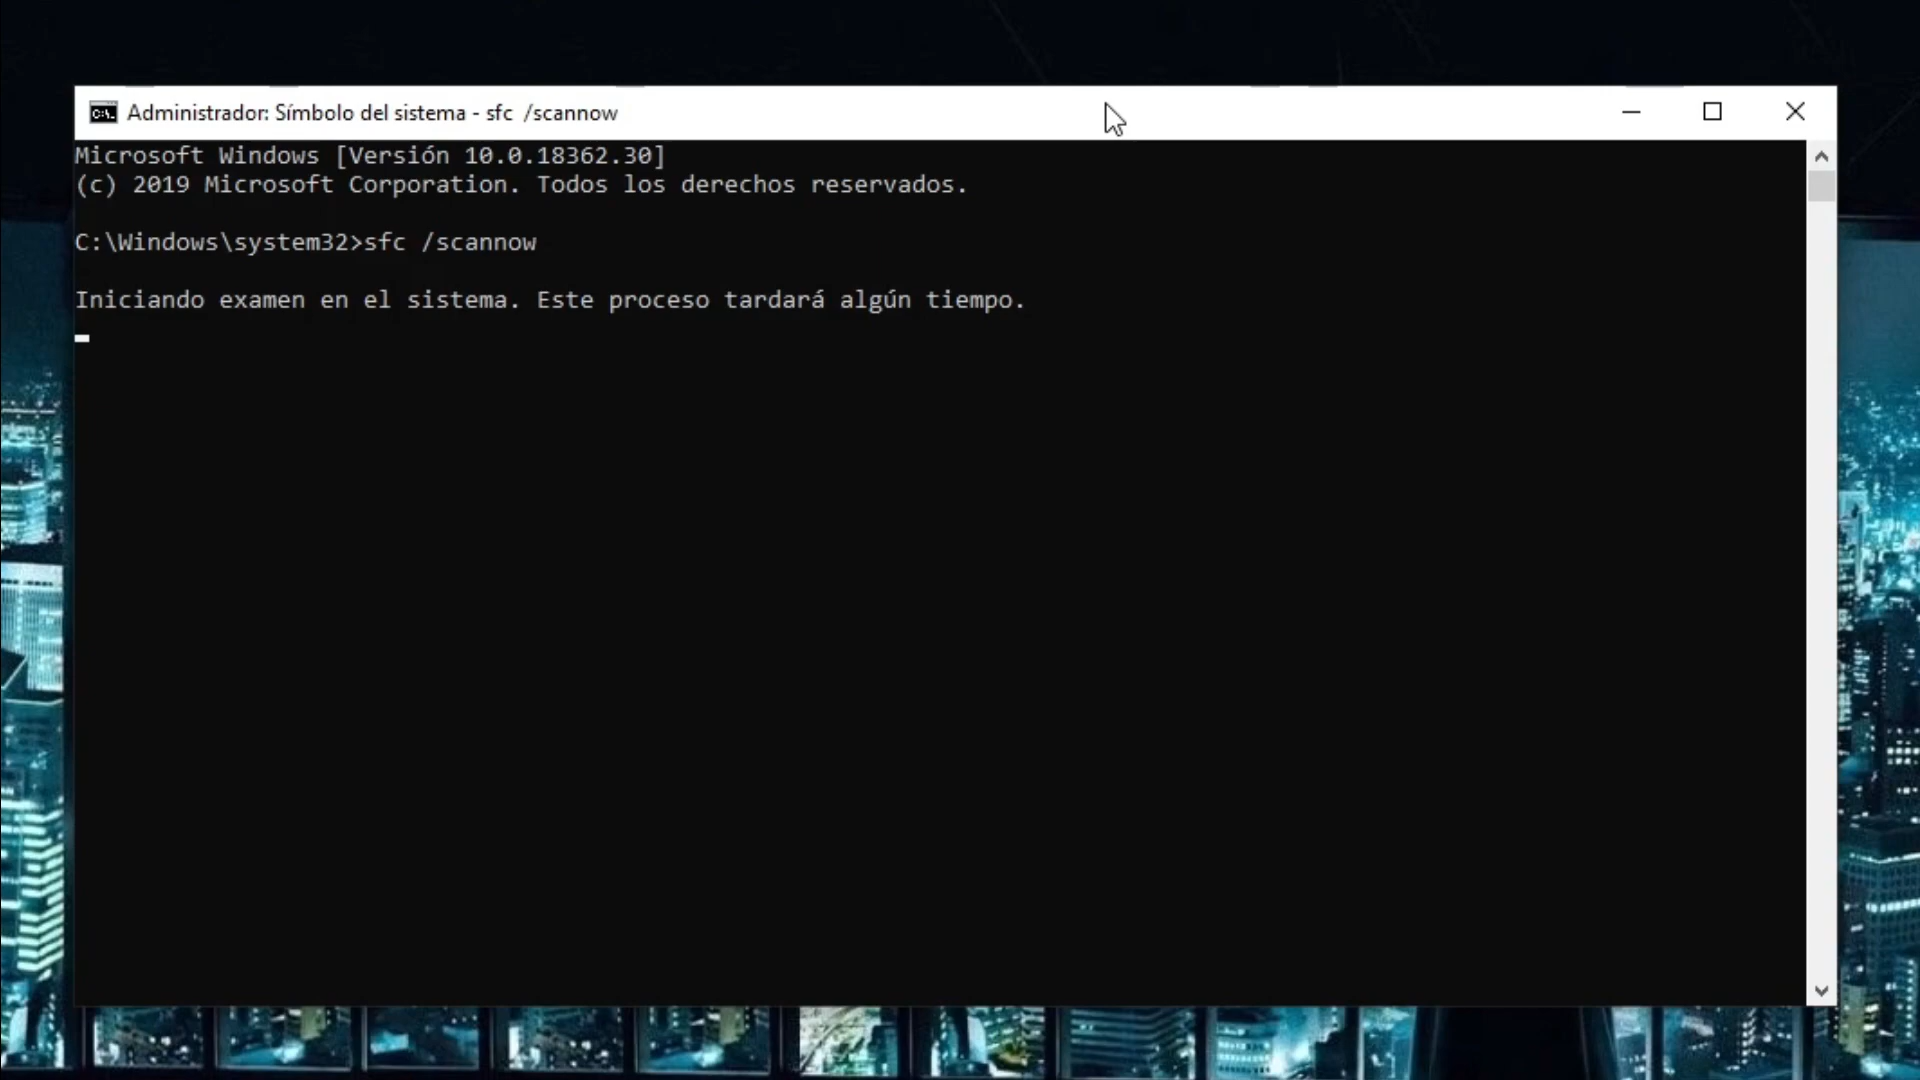 Administrador: Símbolo del sistema - sfc  /scannow
Microsoft Windows [Versión 10.0.18362.30]
(c) 2019 Microsoft Corporation. Todos los derechos reservados.
C:\Windows\system32>sfc /scannow
Iniciando examen en el sistema. Este proceso tardará algún tiempo.